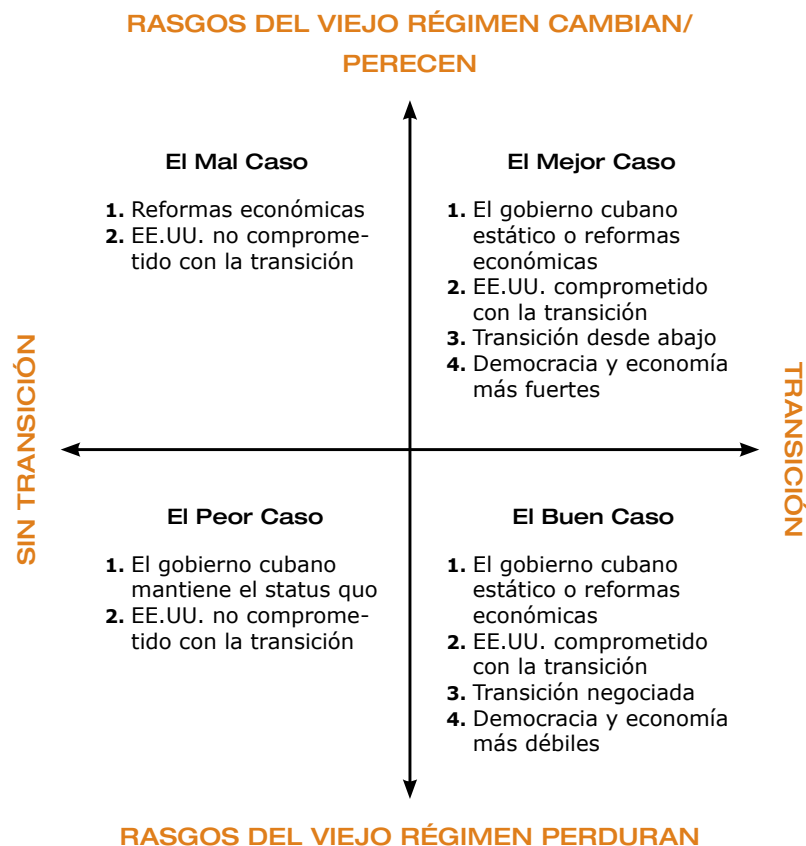 RASGOS DEL VIEJO RÉGIMEN CAMBIAN/
PERECEN
El Mal Caso
1. Reformas económicas
2. EE.UU. no comprome-
tido con la transición
El Mejor Caso
1. El gobierno cubano
estático o reformas
económicas
2. EE.UU. comprometido
con la transición
3. Transición desde abajo
4. Democracia y economía
más fuertes
SIN TRANSICIÓN
TRANSICIÓN
El Peor Caso
1. El gobierno cubano
mantiene el status quo
2. EE.UU. no comprome-
tido con la transición
El Buen Caso
1. El gobierno cubano
estático o reformas
económicas
2. EE.UU. comprometido
con la transición
3. Transición negociada
4. Democracia y economía
más débiles
RASGOS DEL VIEJO RÉGIMEN PERDURAN